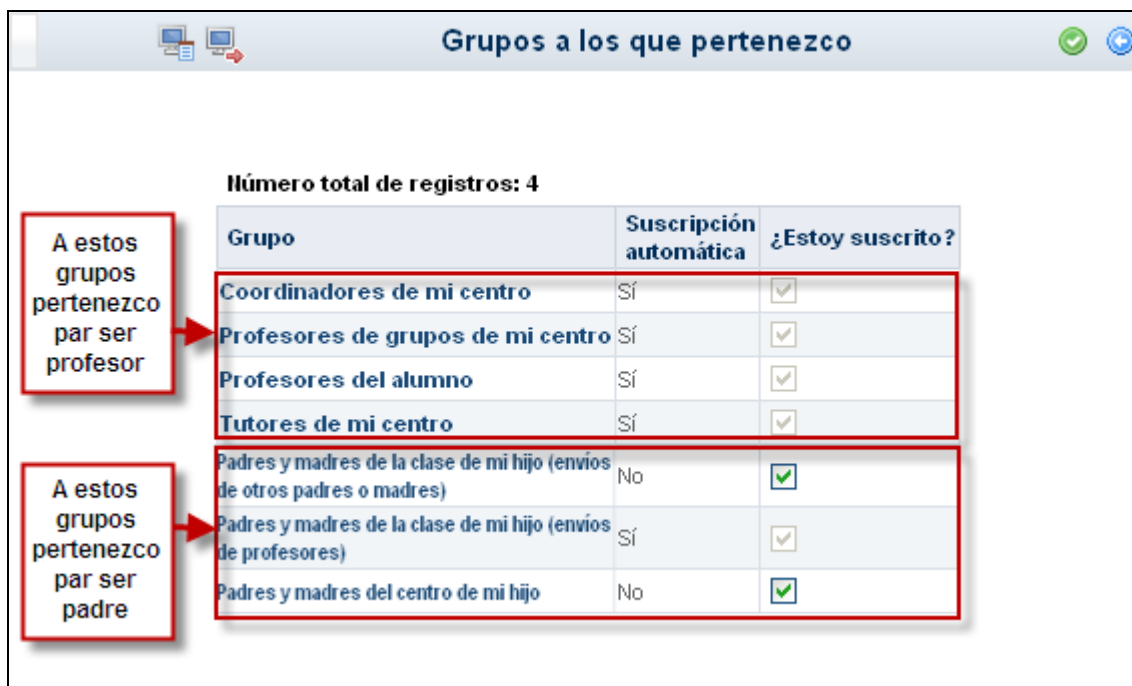 Grupos a los que pertenezco
Número total de registros: 4
A estos
grupos
pertenezco
par ser
profesor
Grupo
Suscripción
automática
¿Estoy suscrito?
Coordinadores de mi centro Sí
Profesores de grupos de mi centro Sí
Profesores del alumno Sí
Tutores de mi centro Sí
A estos
grupos
pertenezco
par ser
padre
Padres y madres de la clase de mi hijo (envíos
de otros padres o madres)
No
Padres y madres de la clase de mi hijo (envíos
de profesores)
Sí
Padres y madres del centro de mi hijo No